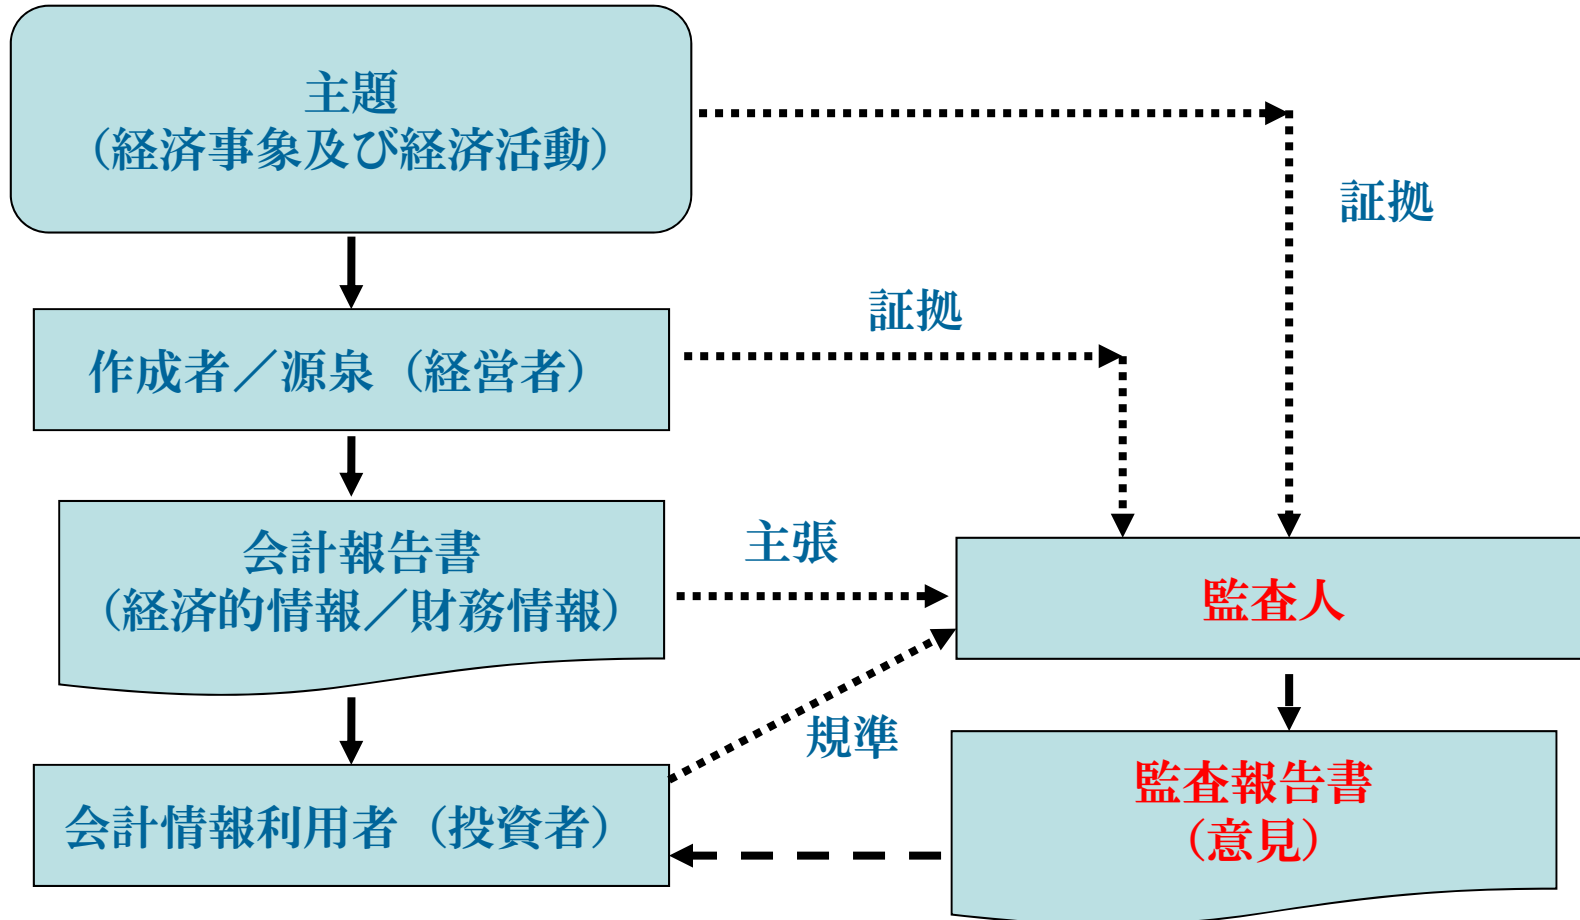 主題
（経済事象及び経済活動）
証拠
証拠
作成者／源泉（経営者）
会計報告書
（経済的情報／財務情報）
主張
監査人
規準
会計情報利用者（投資者）
監査報告書
（意見）